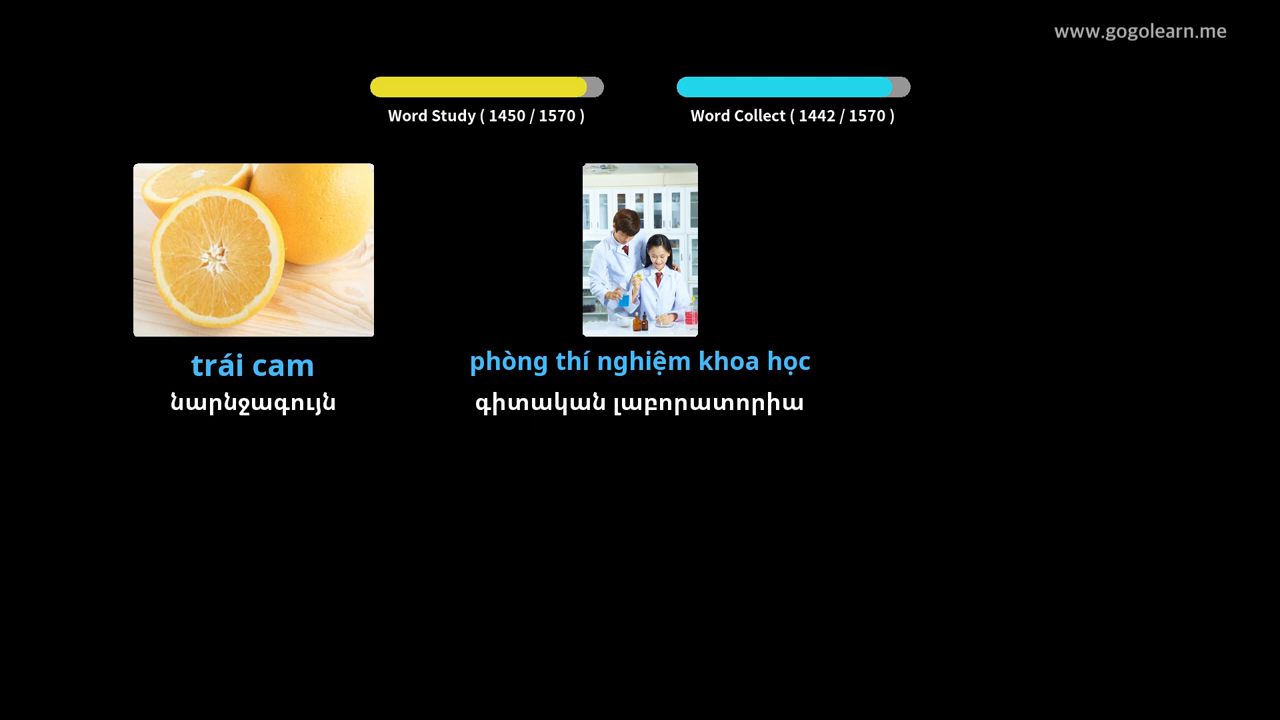 www.gogolearn.me
Word Study ( 1450 / 1570 )
Word Collect ( 1442 / 1570 )
trái cam
նարնջագույն
phòng thí nghiệm khoa học
գիտական լաբորատորիա